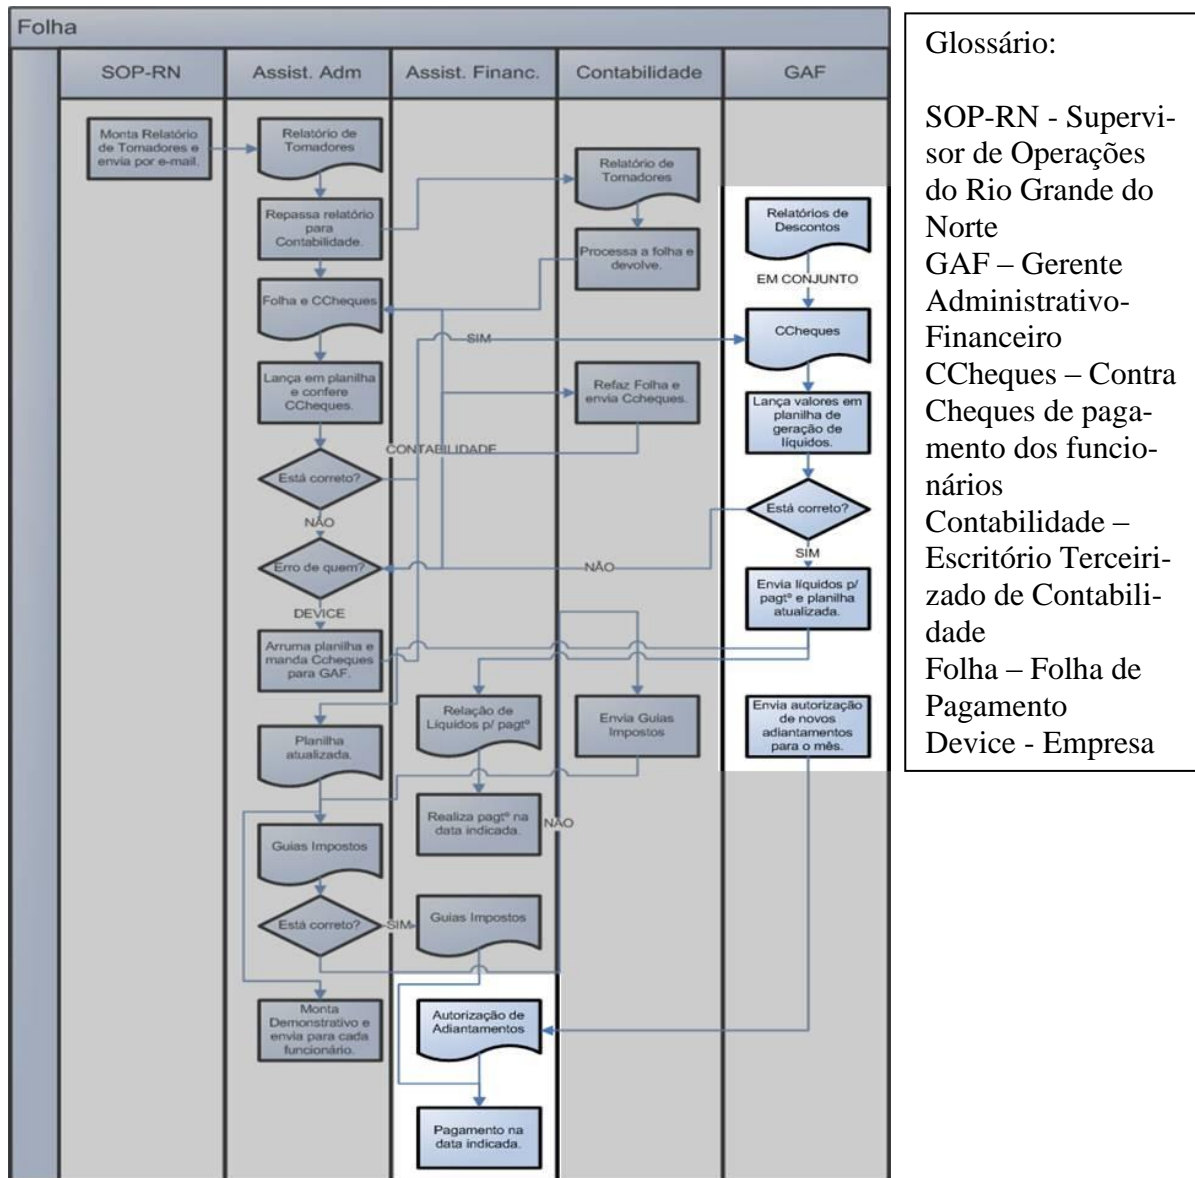 Folha
SOP-RN
Assist. Adm
Assist. Financ.
Contabilidade
GAF
Monta Relatório
de Tomadores e
envia por e-mail.
Relatório de
Tomadores
Relatório de
Tomadores
Relatórios de
Descontos
Repassa relatório
para
Contabilidade.
Processa a folha e
devolve.
EM CONJUNTO
Folha e CCheques
SIM
CCheques
Lança em planilha
e confere
CCheques.
Refaz Folha e
envia Ccheques.
Lança valores em
planilha de
geração de
líquidos.
CONTABILIDADE
Está correto?
Está correto?
NÃO
SIM
Erro de quem?
NÃO
Envia líquidos p/
pagtº e planilha
atualizada.
DEVICE
Arruma planilha e
manda Ccheques
para GAF.
Relação de
Líquidos p/ pagtº
Envia Guias
Impostos
Envia autorização
de novos
adiantamentos
para o mês.
Planilha
atualizada.
Realiza pagtº na
data indicada.
NÃO
Guias Impostos
Está correto?
SIM
Guias Impostos
Monta
Demonstrativo e
envia para cada
funcionário.
Autorização de
Adiantamentos
Pagamento na
data indicada.
Glossário:
SOP-RN - Supervi-
sor de Operações
do Rio Grande do
Norte
GAF – Gerente
Administrativo-
Financeiro
CCheques – Contra
Cheques de paga-
mento dos funcio-
nários
Contabilidade –
Escritório Terceiri-
zado de Contabili-
dade
Folha – Folha de
Pagamento
Device - Empresa